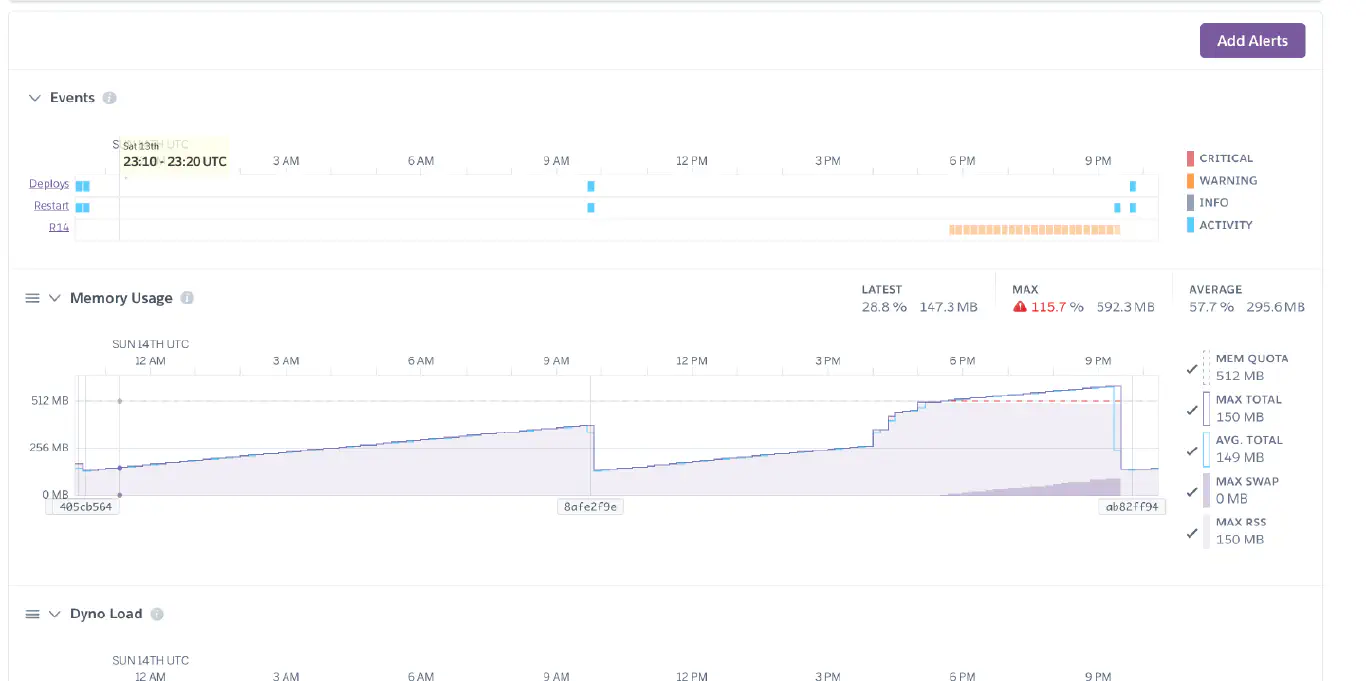 Add Alerts
Events
SUN 14TH UTC
Sat 13th
23:10 - 23:20 UTC
3 AM 6 AM 9 AM 12 PM 3 PM 6 PM 9 PM
CRITICAL
WARNING
INFO
ACTIVITY
Deploys
Restart
R14
Memory Usage
LATEST
28.8 % 147.3 MB
MAX
115.7 % 592.3 MB
AVERAGE
57.7 % 295.6 MB
SUN 14TH UTC
12 AM 3 AM 6 AM 9 AM 12 PM 3 PM 6 PM 9 PM
512 MB
256 MB
0 MB
405cb564 8afe2f9e ab82ff94
MEM QUOTA
512 MB
MAX TOTAL
150 MB
AVG. TOTAL
149 MB
MAX SWAP
0 MB
MAX RSS
150 MB
Dyno Load
SUN 14TH UTC
12 AM 3 AM 6 AM 9 AM 12 PM 3 PM 6 PM 9 PM